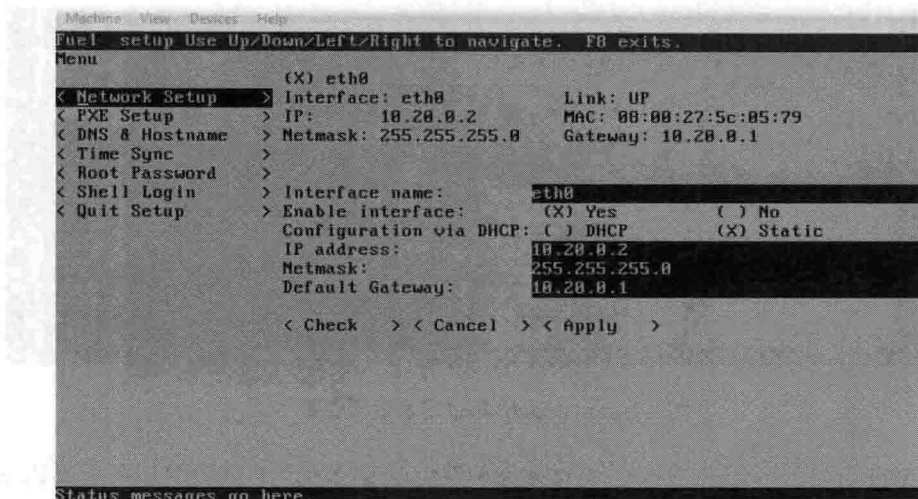 Machine View Devices Help
Fuel setup Use Up/Down/Left/Right to navigate. F8 exits.
Menu
(X) eth0
< Network Setup > Interface: eth0 Link: UP
< PXE Setup > IP: 10.20.0.2 MAC: 08:00:27:5c:05:79
< DNS & Hostname > Netmask: 255.255.255.0 Gateway: 10.20.0.1
< Time Sync >
< Root Password >
< Shell Login > Interface name: eth0
< Quit Setup > Enable interface: (X) Yes ( ) No
Configuration via DHCP: ( ) DHCP (X) Static
IP address: 10.20.0.2
Netmask: 255.255.255.0
Default Gateway: 10.20.0.1
< Check > < Cancel > < Apply >
Status messages go here